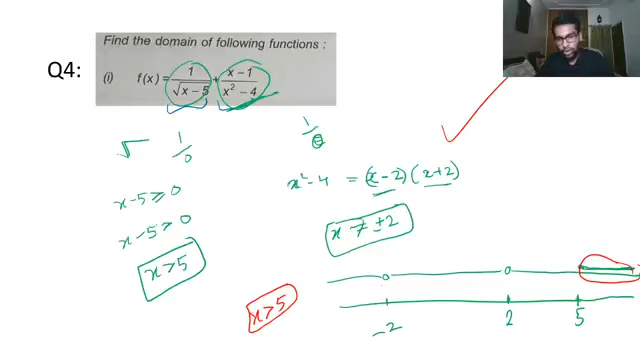 Find the domain of following functions :
Q4:
(i) f(x) = 1/√x − 5 + x − 1/x² − 4
√ 1/0
1/0
x² - 4 = (x - 2) (x + 2)
x - 5 ≥ 0
x - 5 > 0
x > 5
x ≠ ± 2
x > 5
-2 2 5